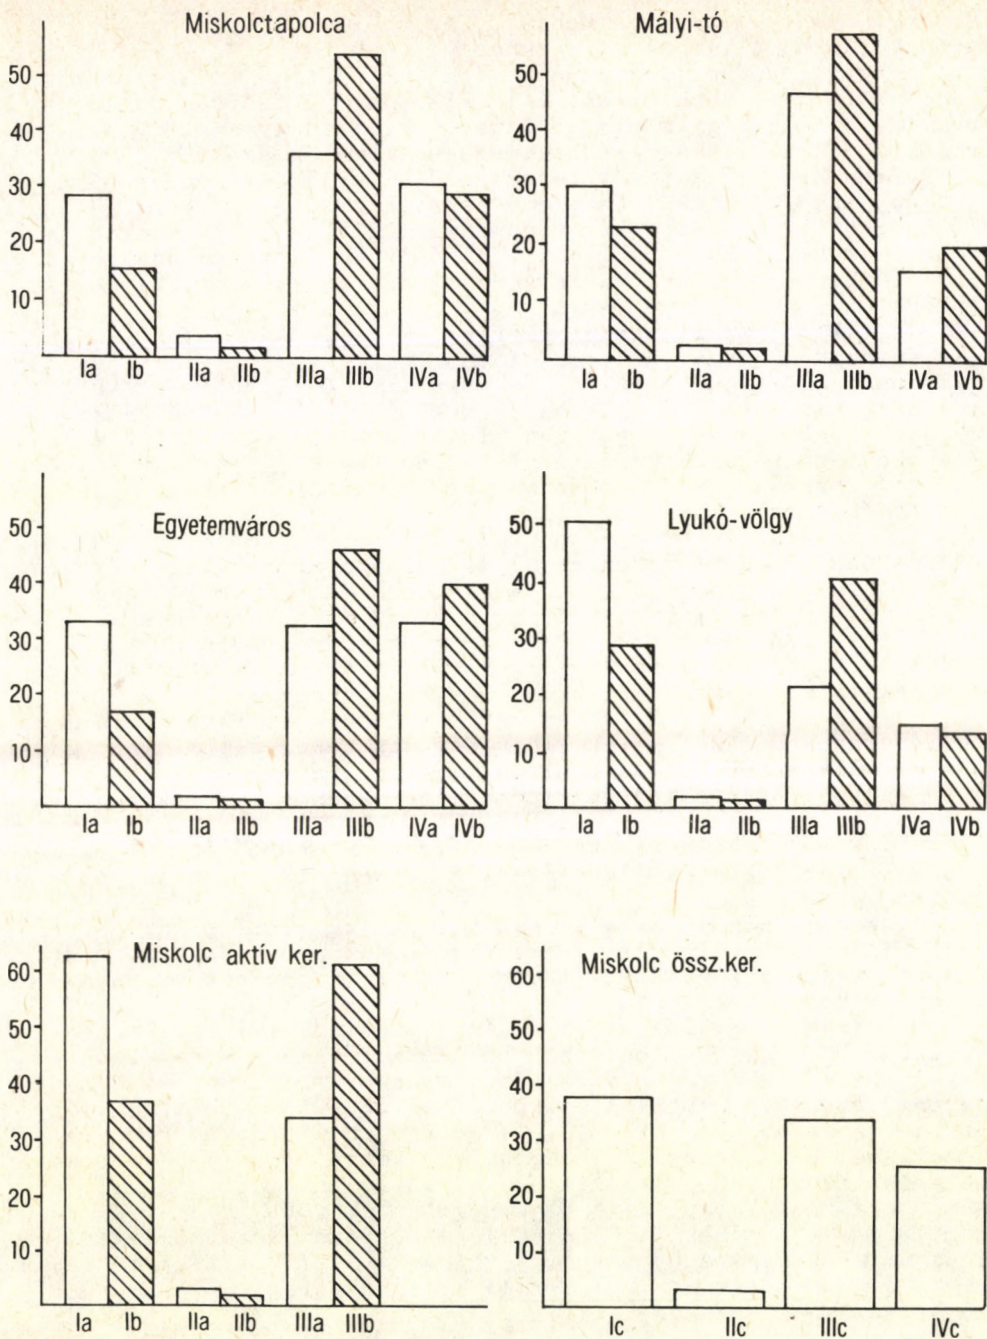 Miskolctapolca
50
40
30
20
10
Ia Ib IIa IIb IIIa IIIb IVa IVb
Mályi-tó
50
40
30
20
10
Ia Ib IIa IIb IIIa IIIb IVa IVb
Egyetemváros
50
40
30
20
10
Ia Ib IIa IIb IIIa IIIb IVa IVb
Lyukó-völgy
50
40
30
20
10
Ia Ib IIa IIb IIIa IIIb IVa IVb
Miskolc aktív ker.
60
50
40
30
20
10
Ia Ib IIa IIb IIIa IIIb
Miskolc össz.ker.
60
50
40
30
20
10
Ic IIc IIIc IVc